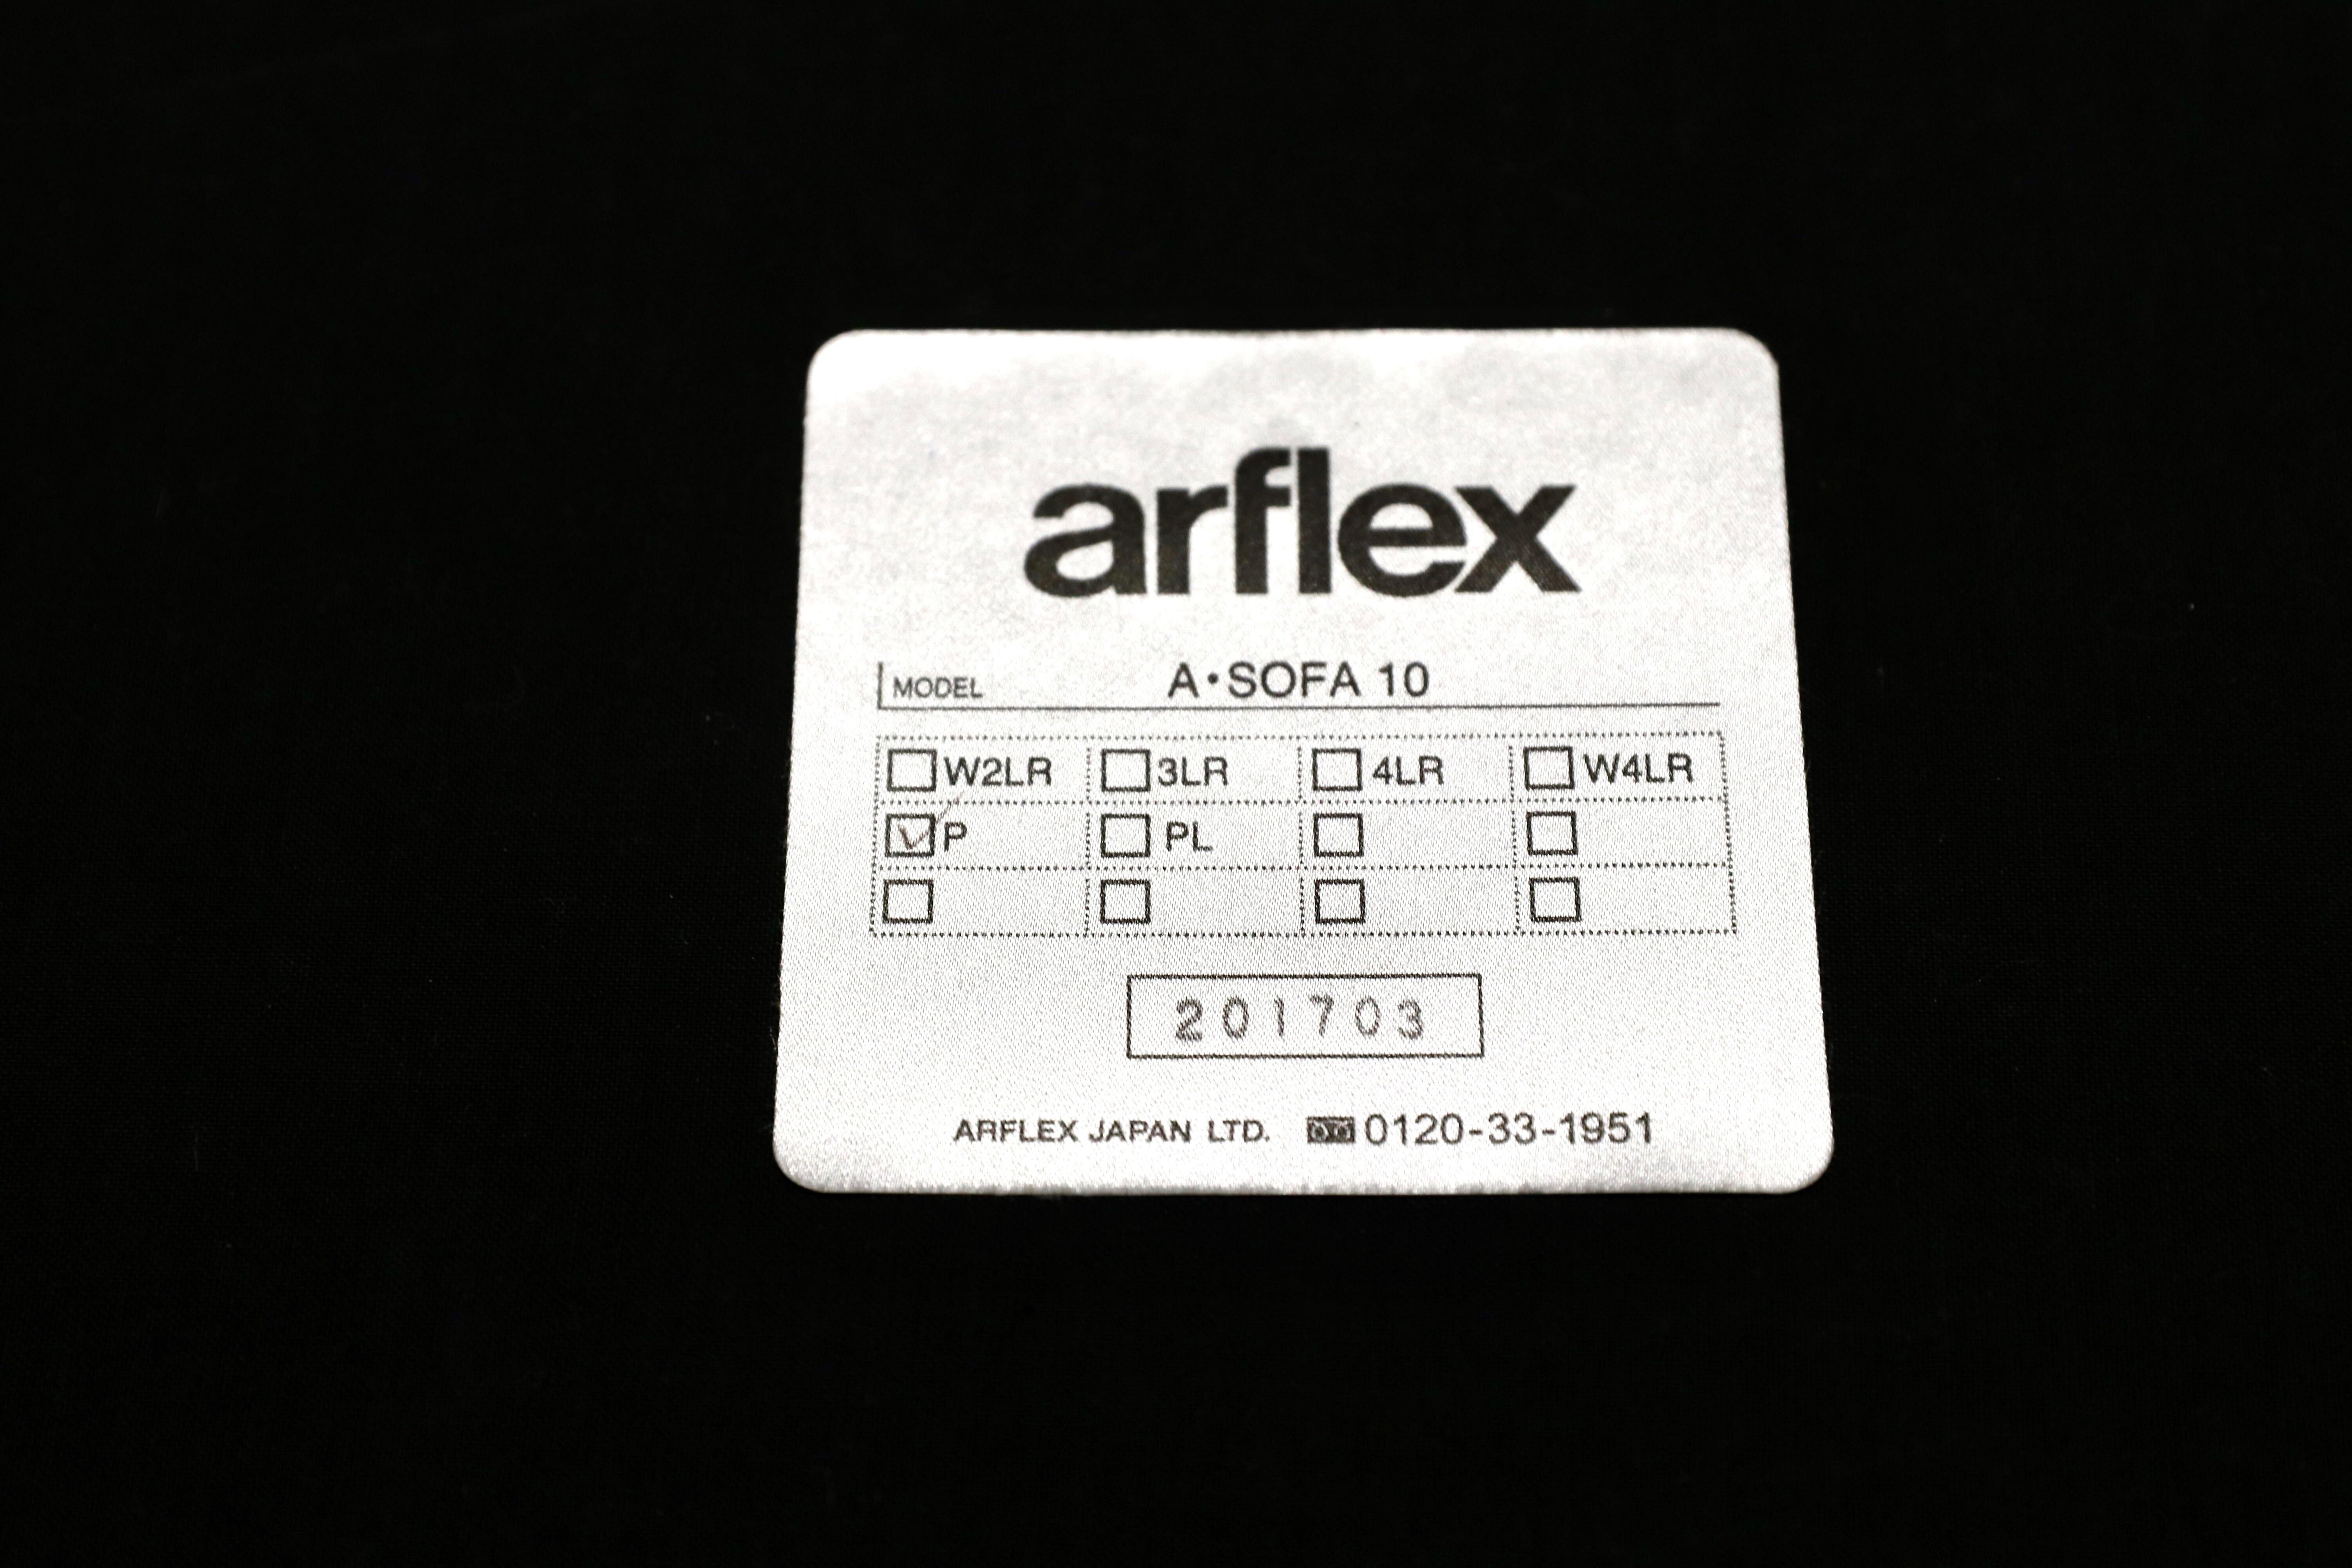 arflex
MODEL A·SOFA 10
☐ W2LR ☐ 3LR ☐ 4LR ☐ W4LR
☑ P ☐ PL ☐ ☐
☐ ☐ ☐ ☐
201703
ARFLEX JAPAN LTD. 0120-33-1951